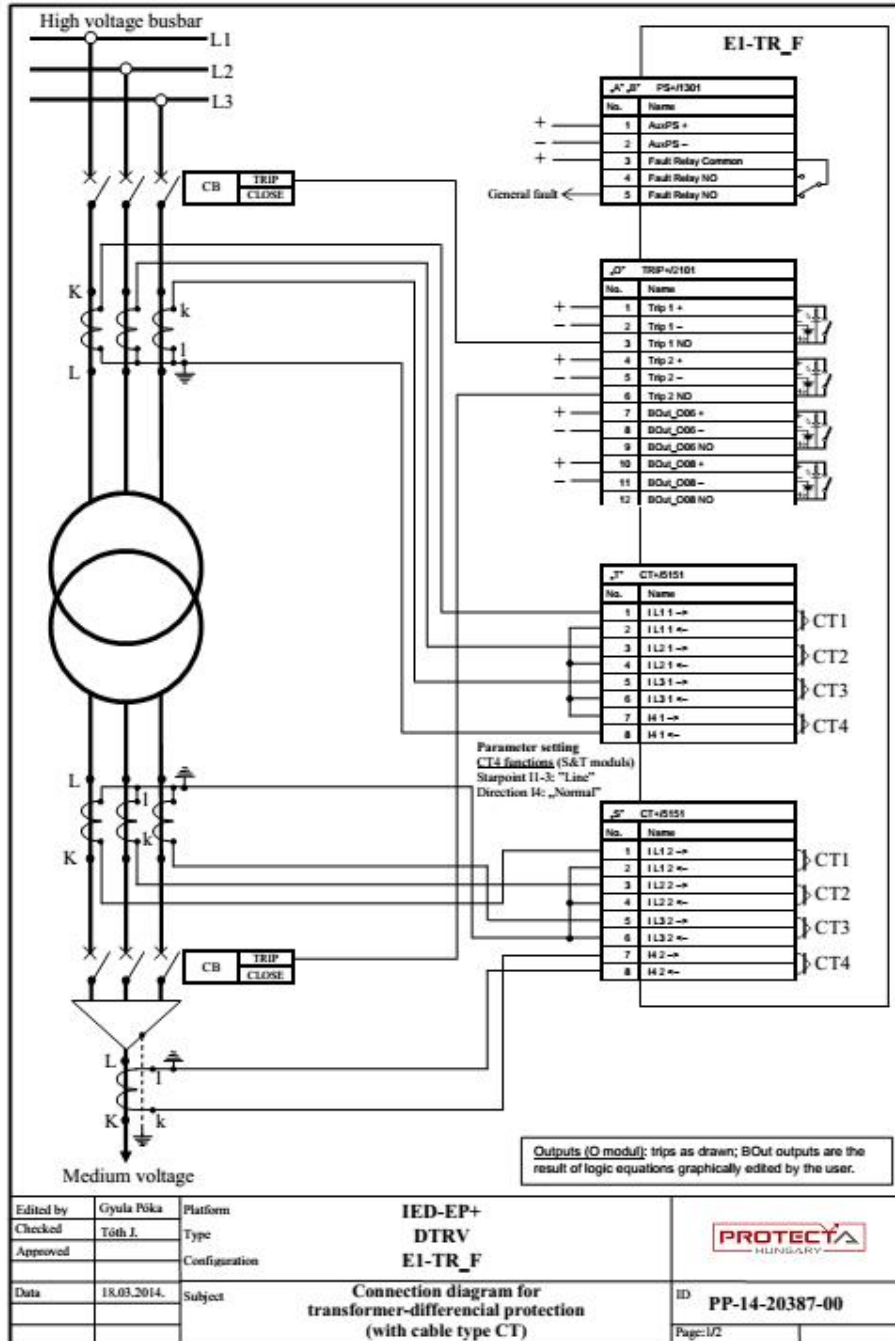 High voltage busbar
L1
L2
L3
CB TRIP
CLOSE
K
k
l
L
L
l
k
K
CB TRIP
CLOSE
L
l
K
k
Medium voltage
E1-TR_F
„A" „B" PS+/1301
No. Name
+ 1 AuxPS +
– 2 AuxPS –
+ 3 Fault Relay Common
4 Fault Relay NO
General fault 5 Fault Relay NO
„O" TRIP+/2101
No. Name
+ 1 Trip 1 +
– 2 Trip 1 –
3 Trip 1 NO
+ 4 Trip 2 +
– 5 Trip 2 –
6 Trip 2 NO
+ 7 BOut_O06 +
– 8 BOut_O06 –
9 BOut_O06 NO
+ 10 BOut_O08 +
– 11 BOut_O08 –
12 BOut_O08 NO
„T" CT+/5151
No. Name
1 I L1 1 ->
2 I L1 1 <-
3 I L2 1 ->
4 I L2 1 <-
5 I L3 1 ->
6 I L3 1 <-
7 I4 1 ->
8 I4 1 <-
CT1
CT2
CT3
CT4
Parameter setting
CT4 functions (S&T moduls)
Starpoint I1-3: "Line"
Direction I4: „Normal"
„S" CT+/5151
No. Name
1 I L1 2 ->
2 I L1 2 <-
3 I L2 2 ->
4 I L2 2 <-
5 I L3 2 ->
6 I L3 2 <-
7 I4 2 ->
8 I4 2 <-
CT1
CT2
CT3
CT4
Outputs (O modul): trips as drawn; BOut outputs are the
result of logic equations graphically edited by the user.
Edited by Gyula Póka
Checked Tóth J.
Approved
Data 18.03.2014.
Platform IED-EP+
Type DTRV
Configuration E1-TR_F
Subject Connection diagram for
transformer-differencial protection
(with cable type CT)
PROTECTA
HUNGARY
ID PP-14-20387-00
Page:1/2